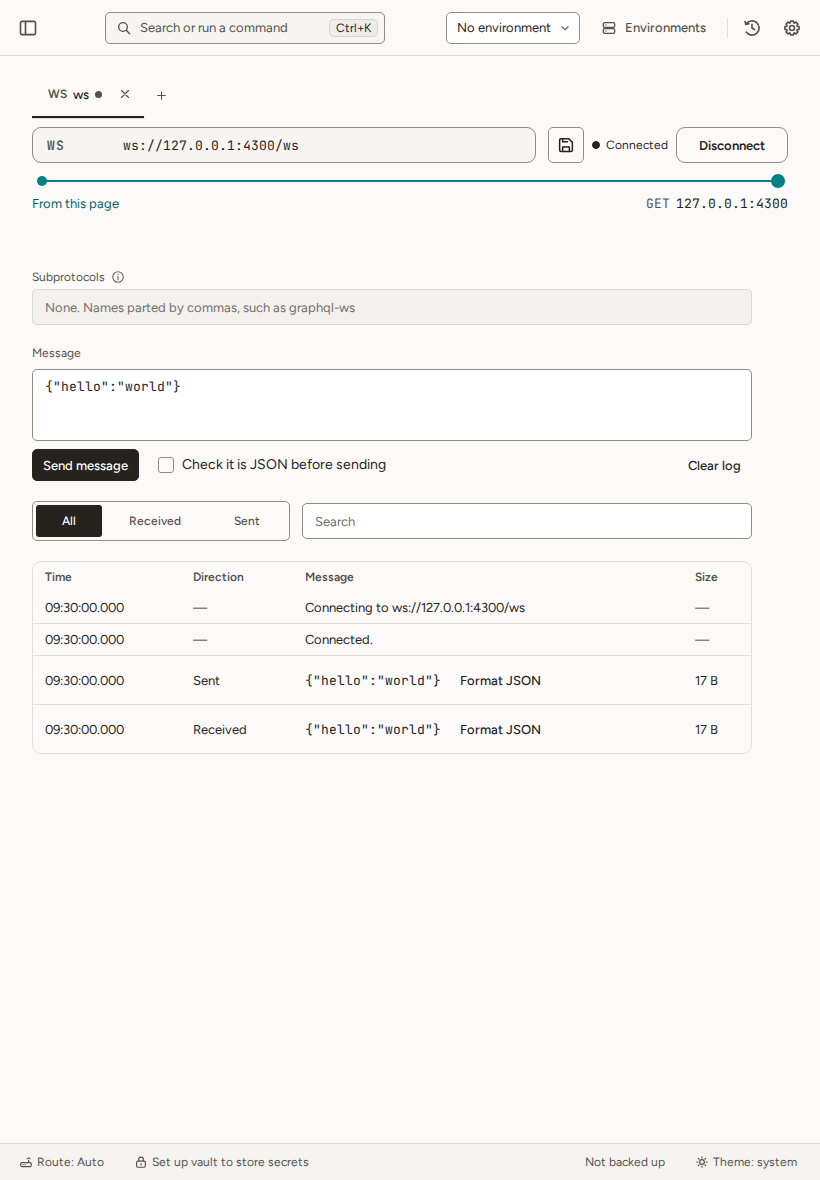 Search or run a command Ctrl+K No environment Environments
WS ws
WS ws://127.0.0.1:4300/ws Connected Disconnect
From this page GET 127.0.0.1:4300
Subprotocols
None. Names parted by commas, such as graphql-ws
Message
{"hello":"world"}
Send message Check it is JSON before sending Clear log
All Received Sent Search
Time Direction Message Size
09:30:00.000 — Connecting to ws://127.0.0.1:4300/ws —
09:30:00.000 — Connected. —
09:30:00.000 Sent {"hello":"world"} Format JSON 17 B
09:30:00.000 Received {"hello":"world"} Format JSON 17 B
Route: Auto Set up vault to store secrets Not backed up Theme: system